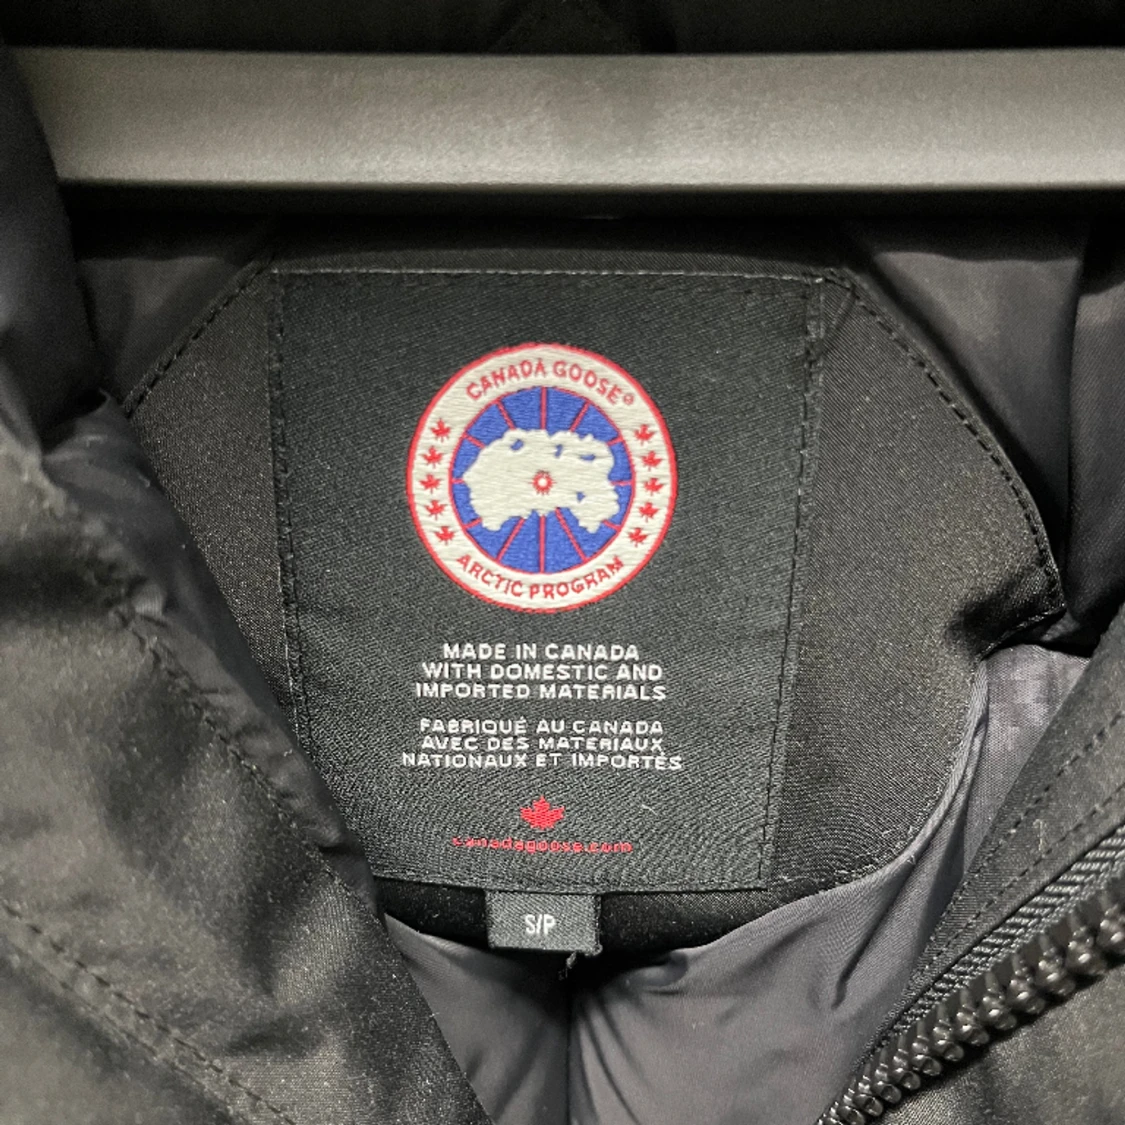 CANADA GOOSE®
ARCTIC PROGRAM
MADE IN CANADA
WITH DOMESTIC AND
IMPORTED MATERIALS
FABRIQUÉ AU CANADA
AVEC DES MATERIAUX
NATIONAUX ET IMPORTÉS
canadagoose.com
S/P